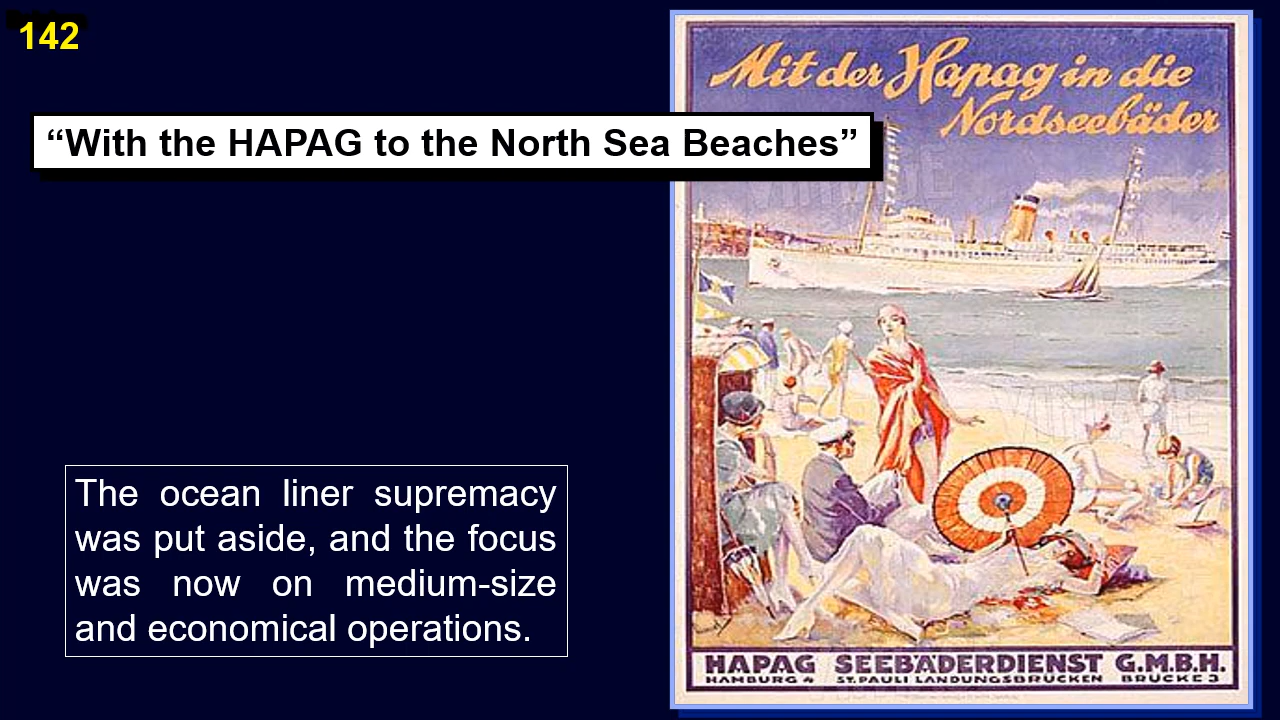 142
Mit der Hapag in die
Nordseebäder
“With the HAPAG to the North Sea Beaches”
The ocean liner supremacy
was put aside, and the focus
was now on medium-size
and economical operations.
HAPAG SEEBÄDERDIENST G.M.B.H.
HAMBURG 4 ST. PAULI LANDUNGSBRÜCKEN BRÜCKE 3